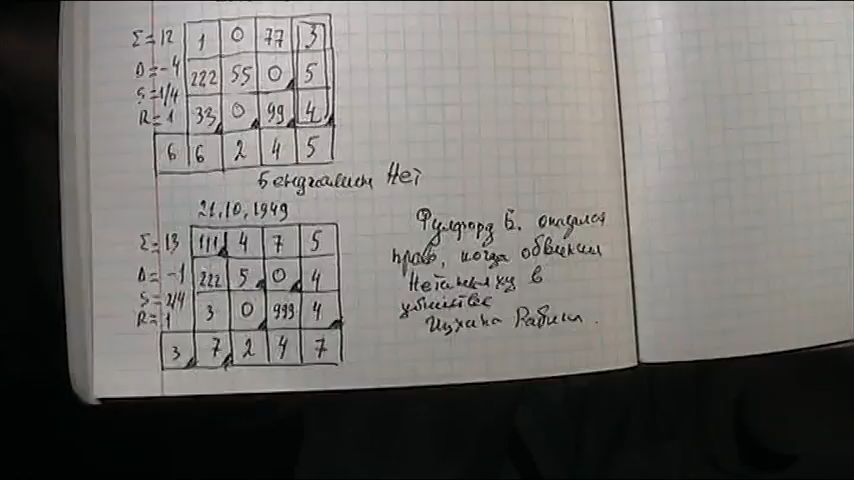 Σ=12 1 0 77 3
D=-4 222 55 0 5
S=1/4
R=1 33 0 99 4
6 6 2 4 5
Бенджамин Нет
21.10.1949
Σ=13 111 4 7 5
D=-1 222 5 0 4
S=2/4
R=1 3 0 999 4
3 7 2 4 7
Фулфорд Б. оказался
прав, когда обвинил
Нетаньяху в
убийстве
Ицхака Рабина.